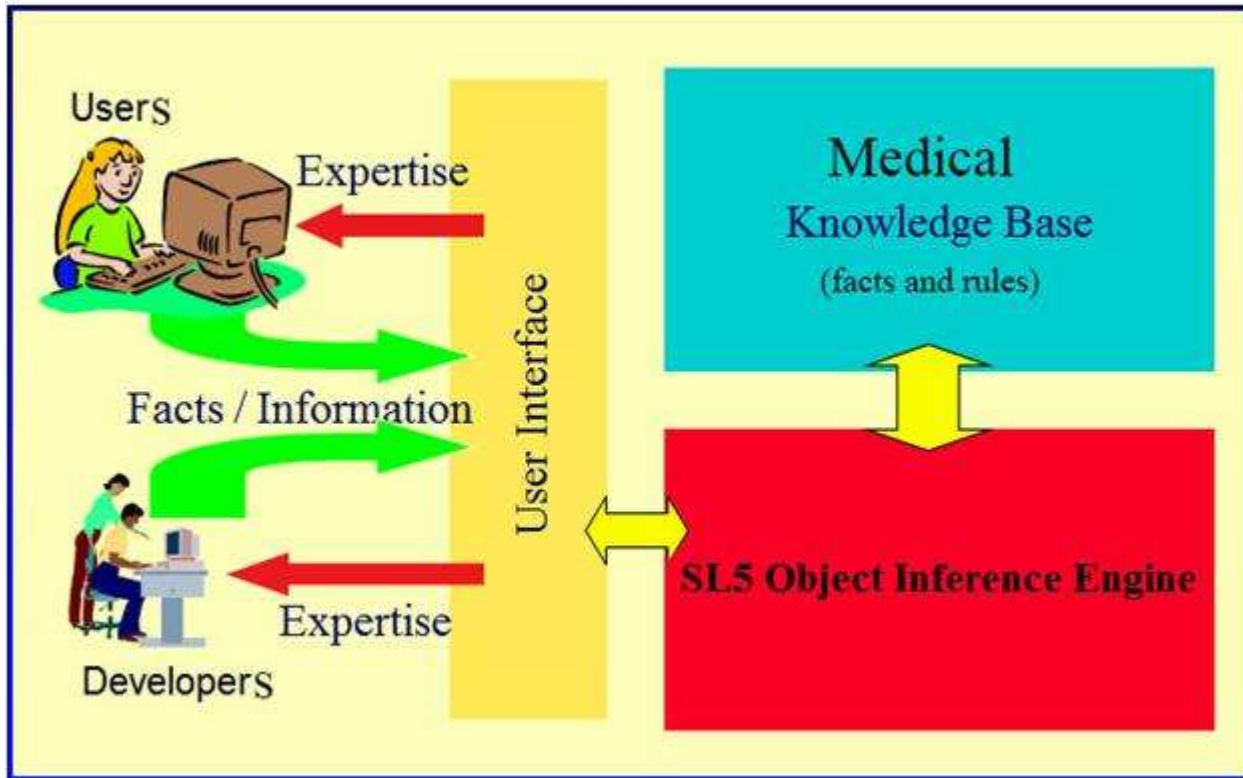 Users
Expertise
Facts / Information
Expertise
Developers
User Interface
Medical
Knowledge Base
(facts and rules)
SL5 Object Inference Engine